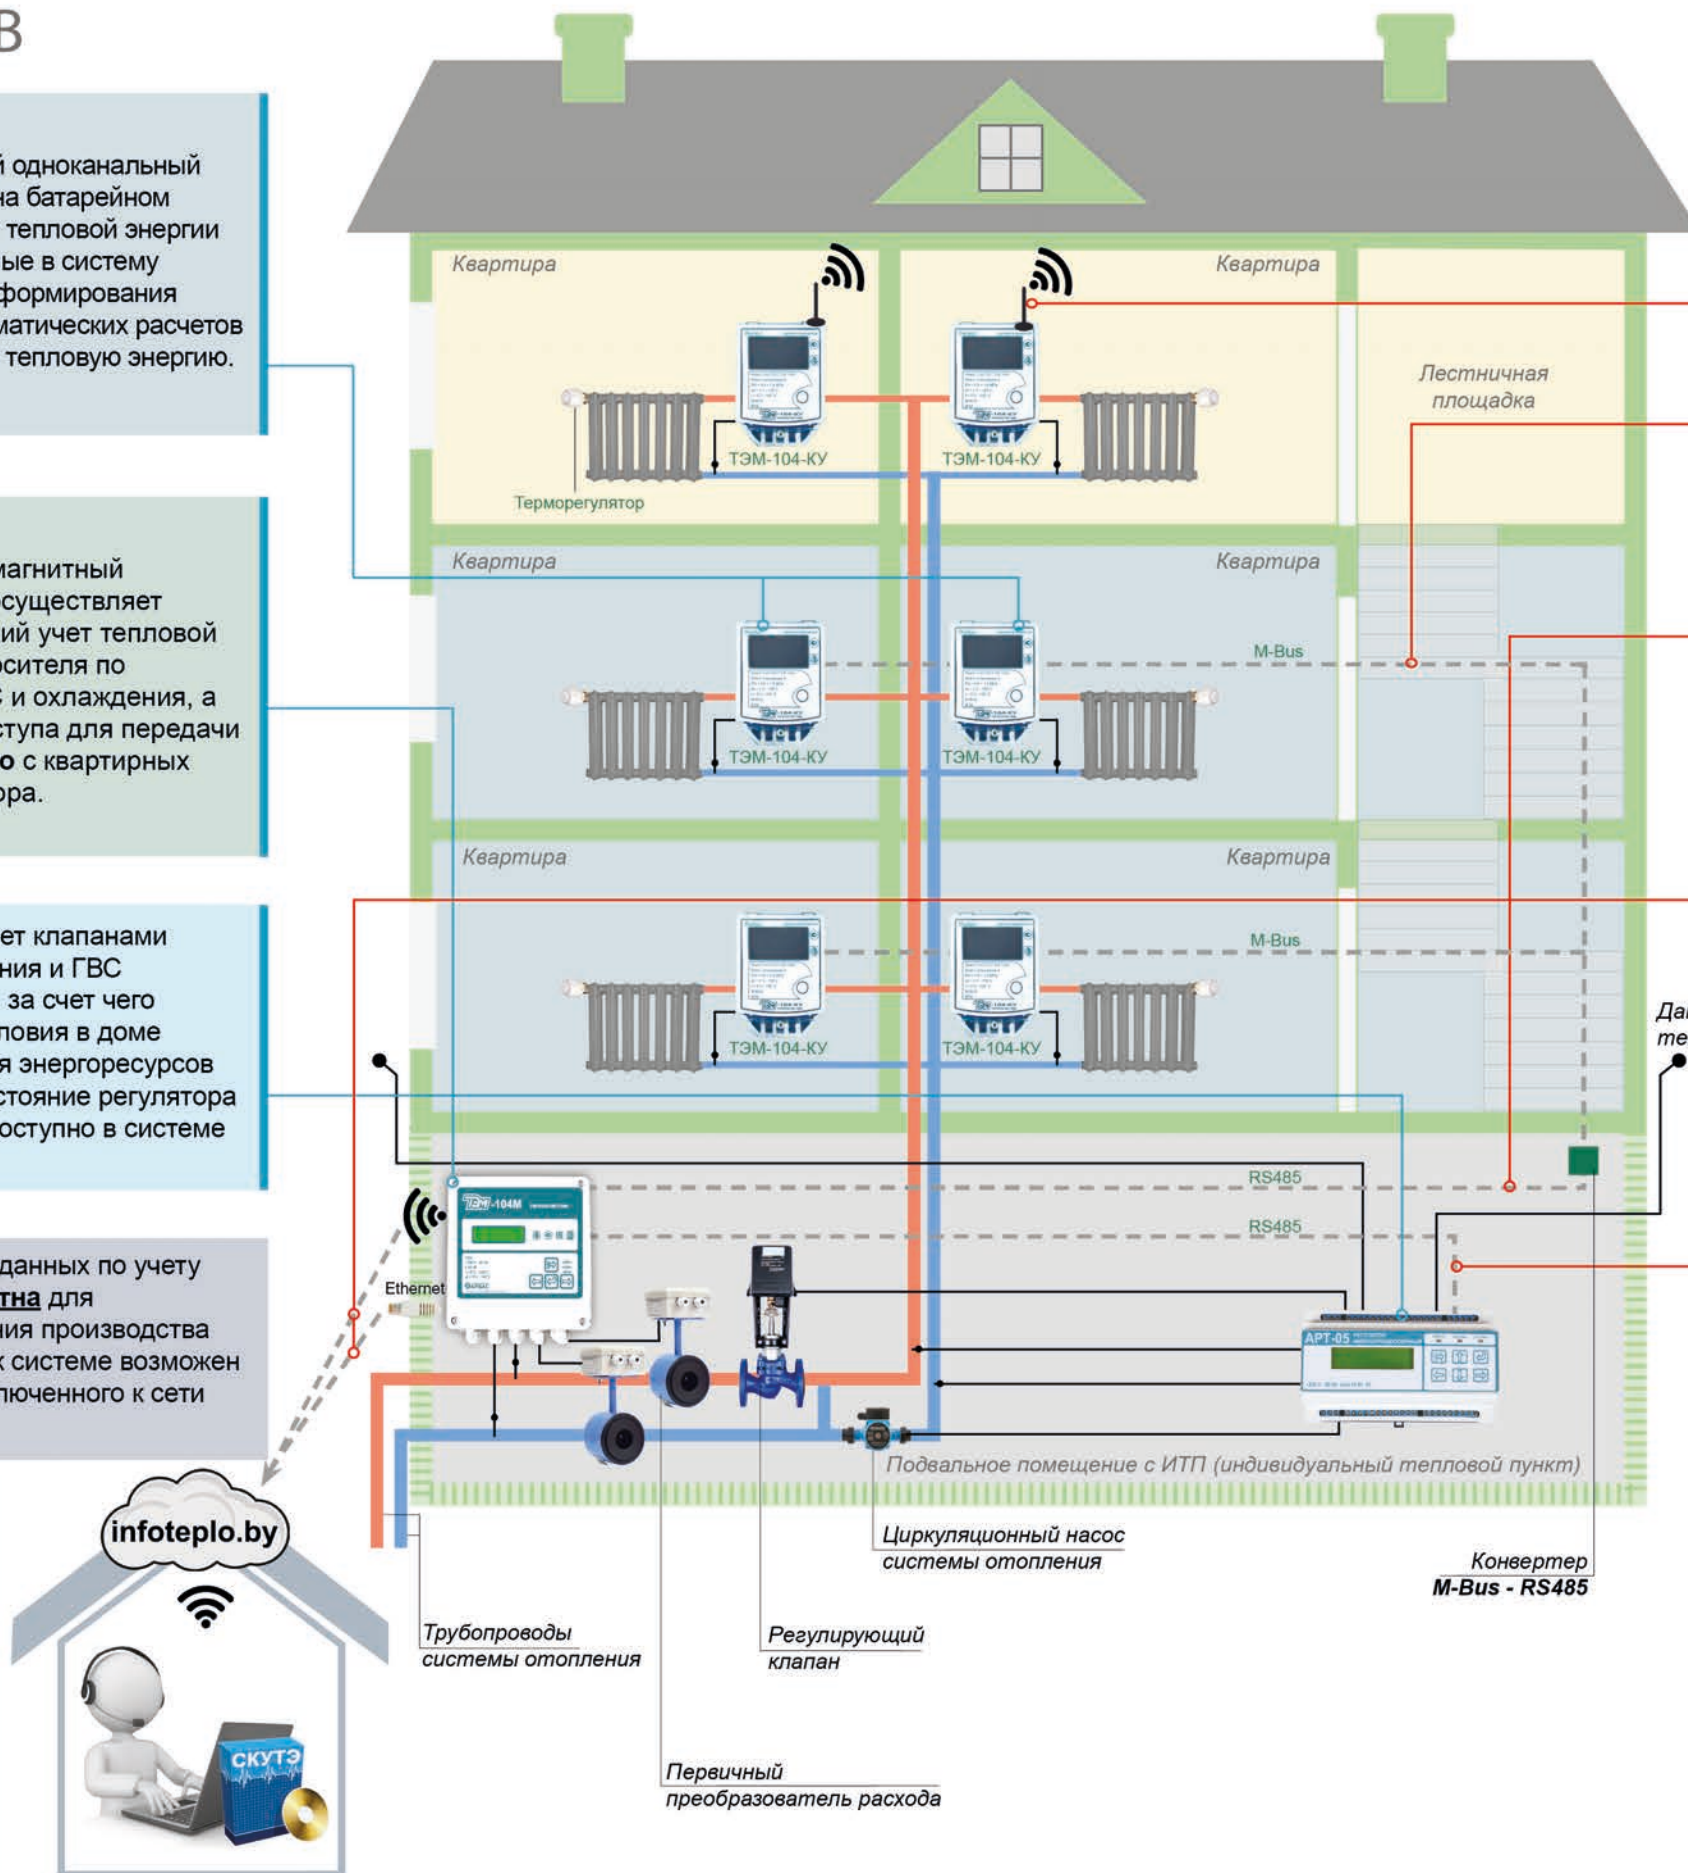 В
й одноканальный
на батарейном
тепловой энергии
ые в систему
формирования
матических расчетов
тепловую энергию.
магнитный
осуществляет
кий учет тепловой
осителя по
С и охлаждения, а
ступа для передачи
о с квартирных
ора.
ет клапанами
ния и ГВС
за счет чего
ловия в доме
я энергоресурсов
стояние регулятора
оступно в системе
данных по учету
тна для
ния производства
к системе возможен
люченного к сети
Квартира
Квартира
Лестничная
площадка
ТЭМ-104-КУ
ТЭМ-104-КУ
Терморегулятор
Квартира
Квартира
M-Bus
ТЭМ-104-КУ
ТЭМ-104-КУ
Квартира
Квартира
M-Bus
ТЭМ-104-КУ
ТЭМ-104-КУ
Да
те
RS485
RS485
ТЭМ-104М
Ethernet
АРТ-05
Подвальное помещение с ИТП (индивидуальный тепловой пункт)
infoteplo.by
Циркуляционный насос
системы отопления
Конвертер
M-Bus - RS485
Трубопроводы
системы отопления
Регулирующий
клапан
Первичный
преобразователь расхода
СКУТЭ